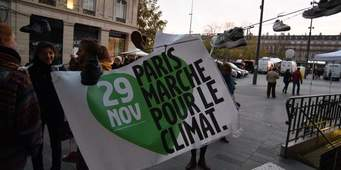 29
NOV
PARIS
MARCHE
POUR LE
CLIMAT.